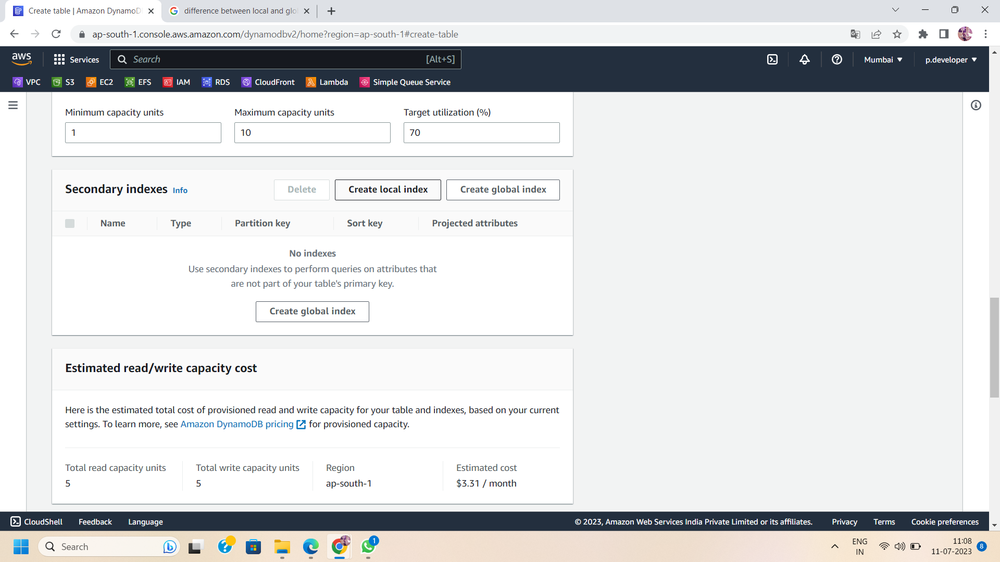 Create table | Amazon DynamoD
difference between local and glo
ap-south-1.console.aws.amazon.com/dynamodbv2/home?region=ap-south-1#create-table
aws
Services
Search
[Alt+S]
Mumbai
p.developer
VPC
S3
EC2
EFS
IAM
RDS
CloudFront
Lambda
Simple Queue Service
Minimum capacity units
Maximum capacity units
Target utilization (%)
1
10
70
Secondary indexes Info
Delete
Create local index
Create global index
Name
Type
Partition key
Sort key
Projected attributes
No indexes
Use secondary indexes to perform queries on attributes that
are not part of your table's primary key.
Create global index
Estimated read/write capacity cost
Here is the estimated total cost of provisioned read and write capacity for your table and indexes, based on your current
settings. To learn more, see Amazon DynamoDB pricing for provisioned capacity.
Total read capacity units
Total write capacity units
Region
Estimated cost
5
5
ap-south-1
$3.31 / month
CloudShell
Feedback
Language
© 2023, Amazon Web Services India Private Limited or its affiliates.
Privacy
Terms
Cookie preferences
Search
1
ENG
IN
11:08
11-07-2023
8